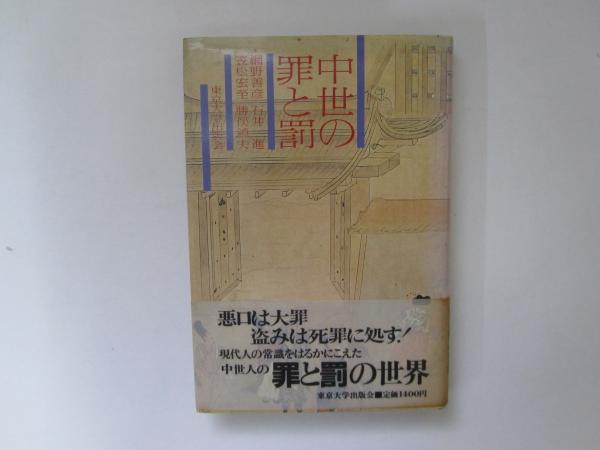 中世の
罪と罰
網野善彦 石井 進
笠松宏至 勝俣鎮夫
東京大学出版会
悪口は大罪
盗みは死罪に処す！
現代人の常識をはるかにこえた
中世人の罪と罰の世界
東京大学出版会■定価1400円